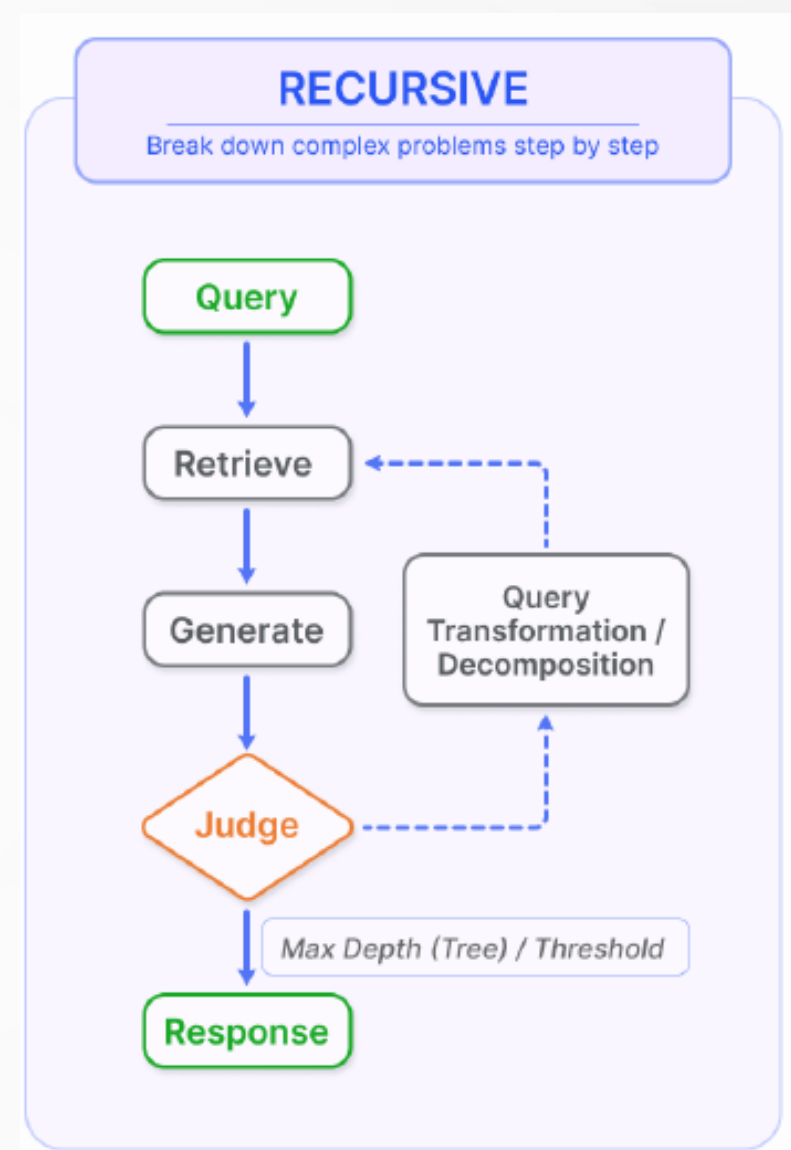 RECURSIVE
Break down complex problems step by step
Query
Retrieve
Generate
Query
Transformation /
Decomposition
Judge
Max Depth (Tree) / Threshold
Response